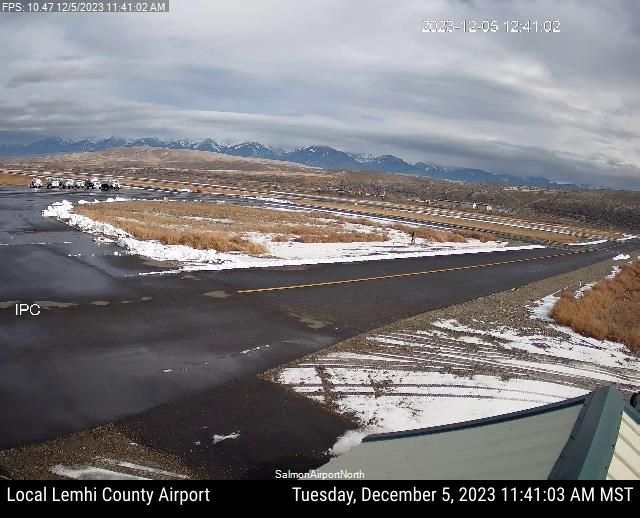 FPS: 10.47 12/5/2023 11:41:02 AM
2023-12-05 12:41:02
IPC
SalmonAirportNorth
Local Lemhi County Airport Tuesday, December 5, 2023 11:41:03 AM MST